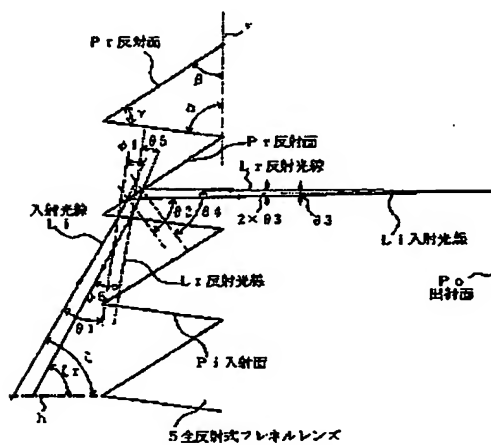 r
Pr反射面
β
α
γ
Pr反射面
θ5
Lr反射光線
入射光線
Li
θ2
θ4
2×θ3
θ3
Li入射光線
Lr反射光線
Po
出射面
θ1
Pi入射面
h
5全反射式フレネルレンズ